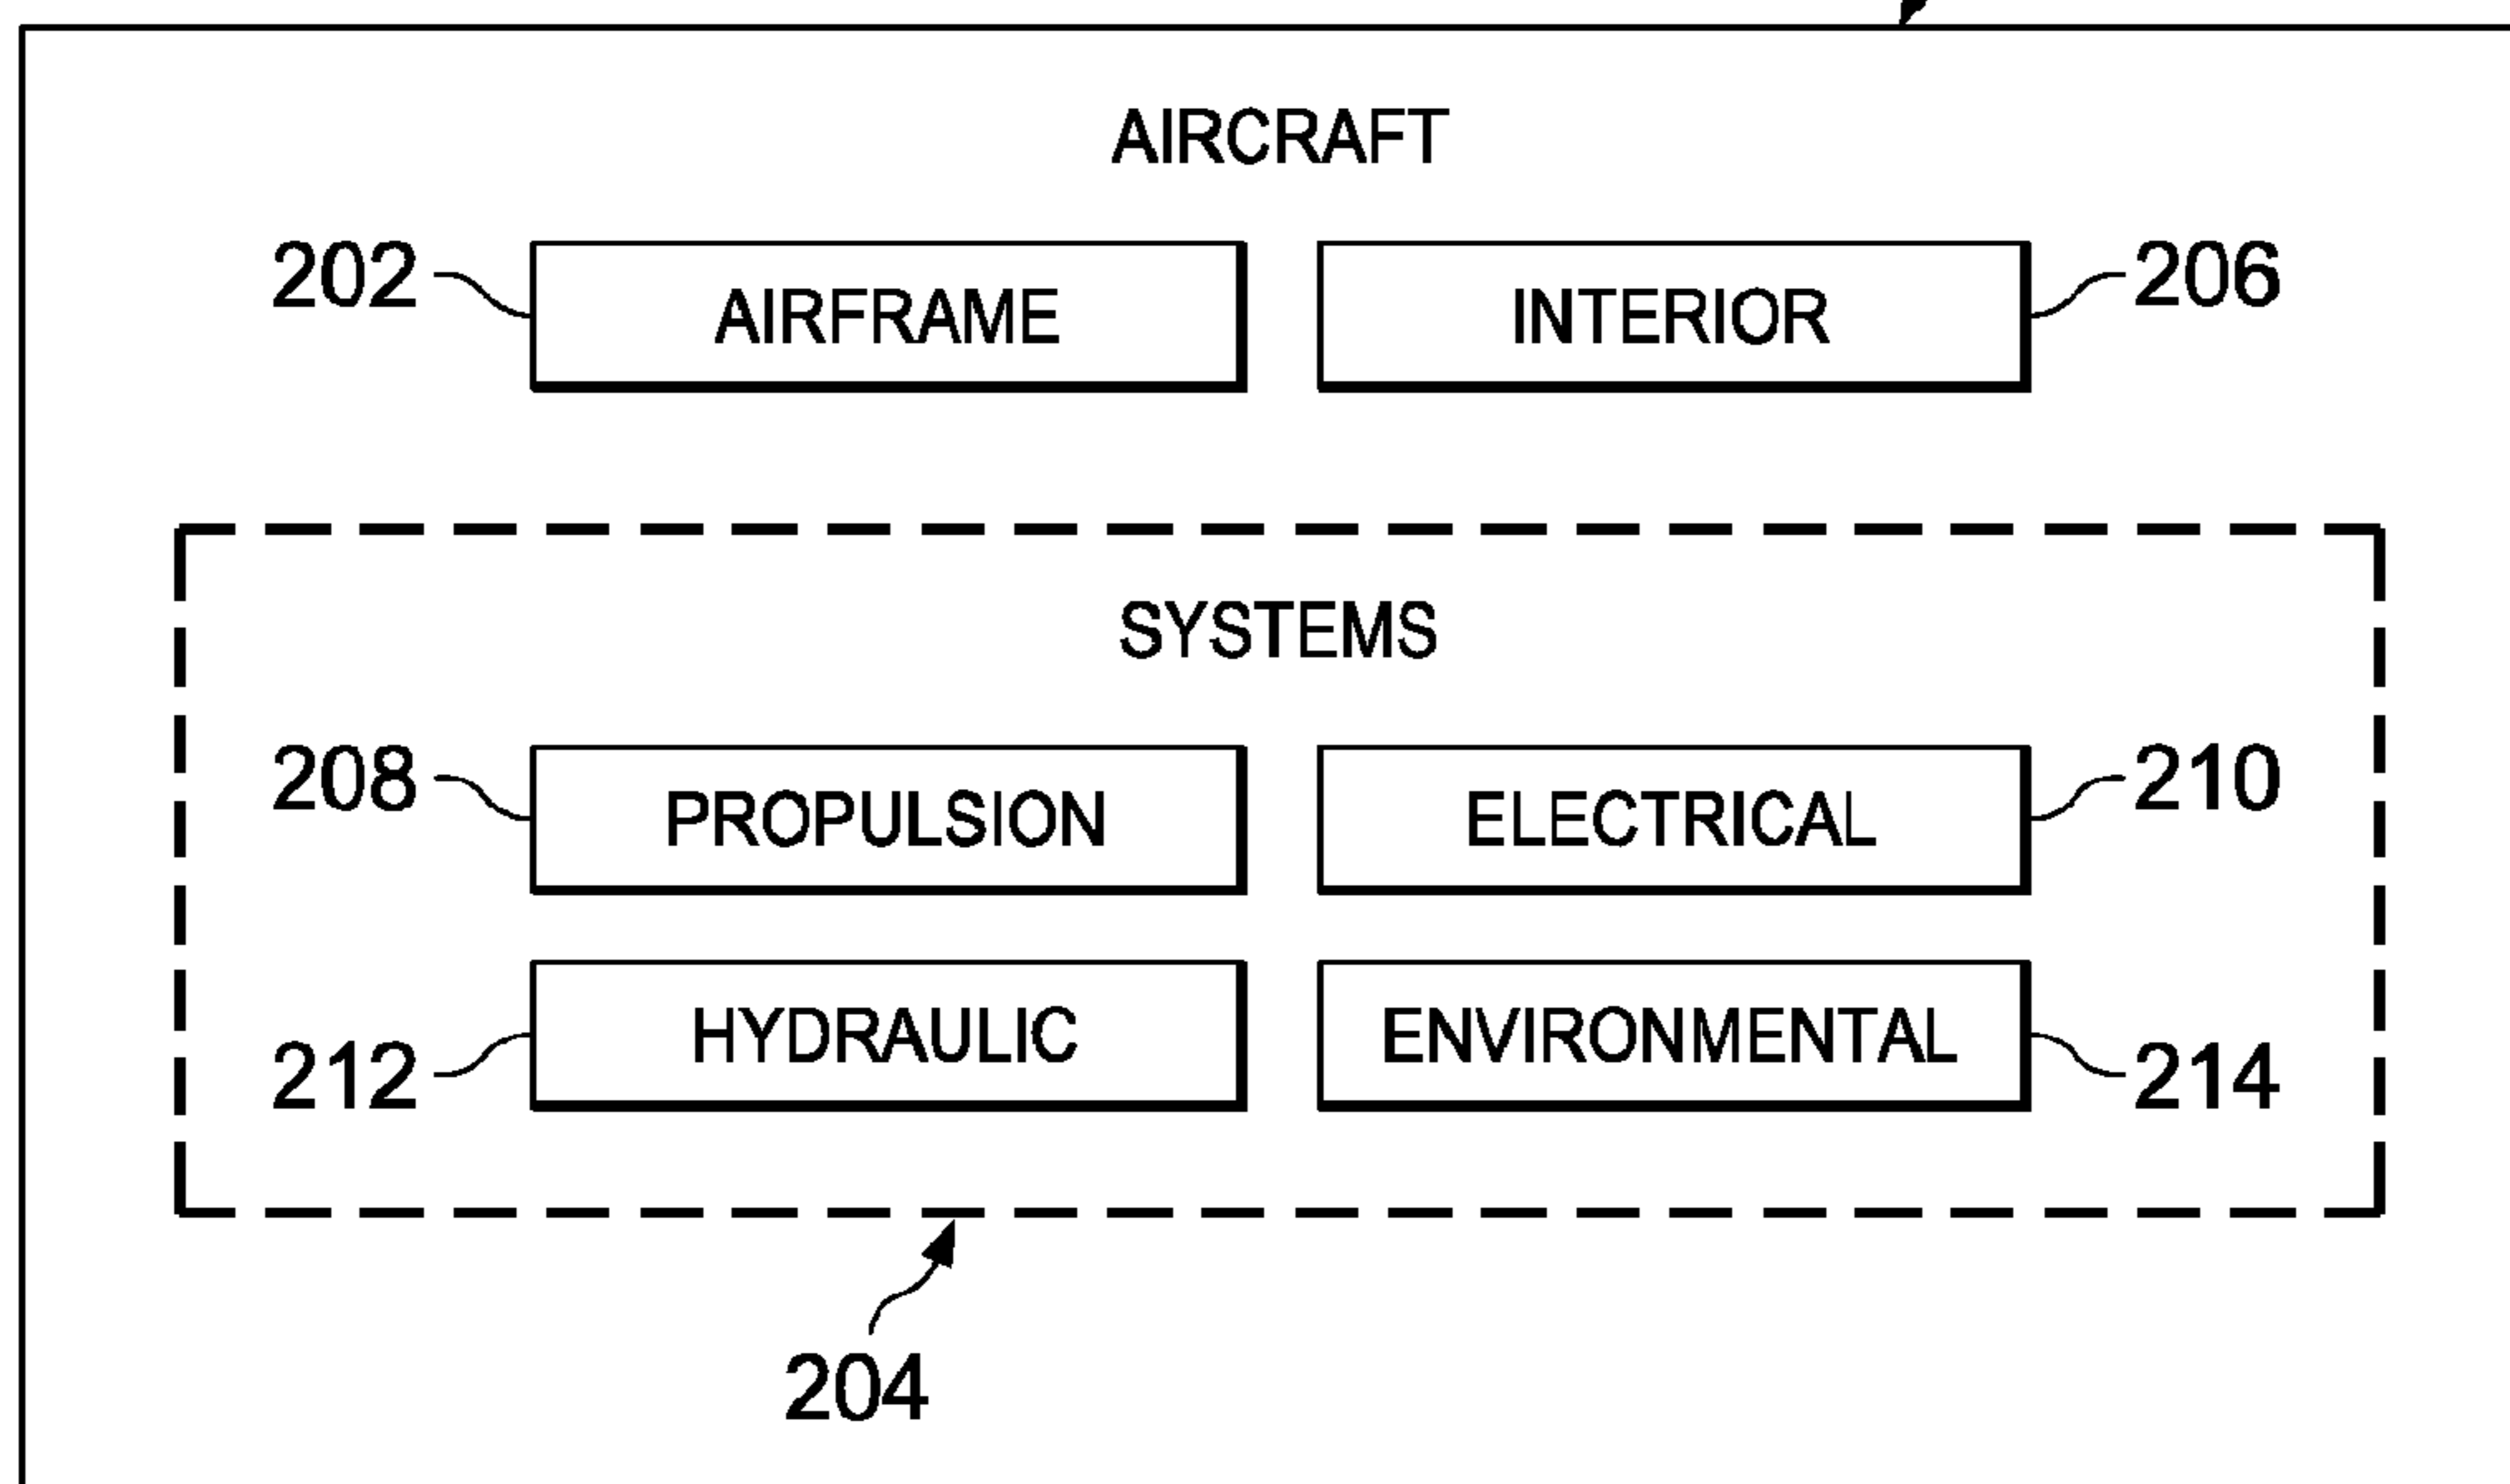 AIRCRAFT
202 AIRFRAME INTERIOR 206
SYSTEMS
208 PROPULSION ELECTRICAL 210
212 HYDRAULIC ENVIRONMENTAL 214
204